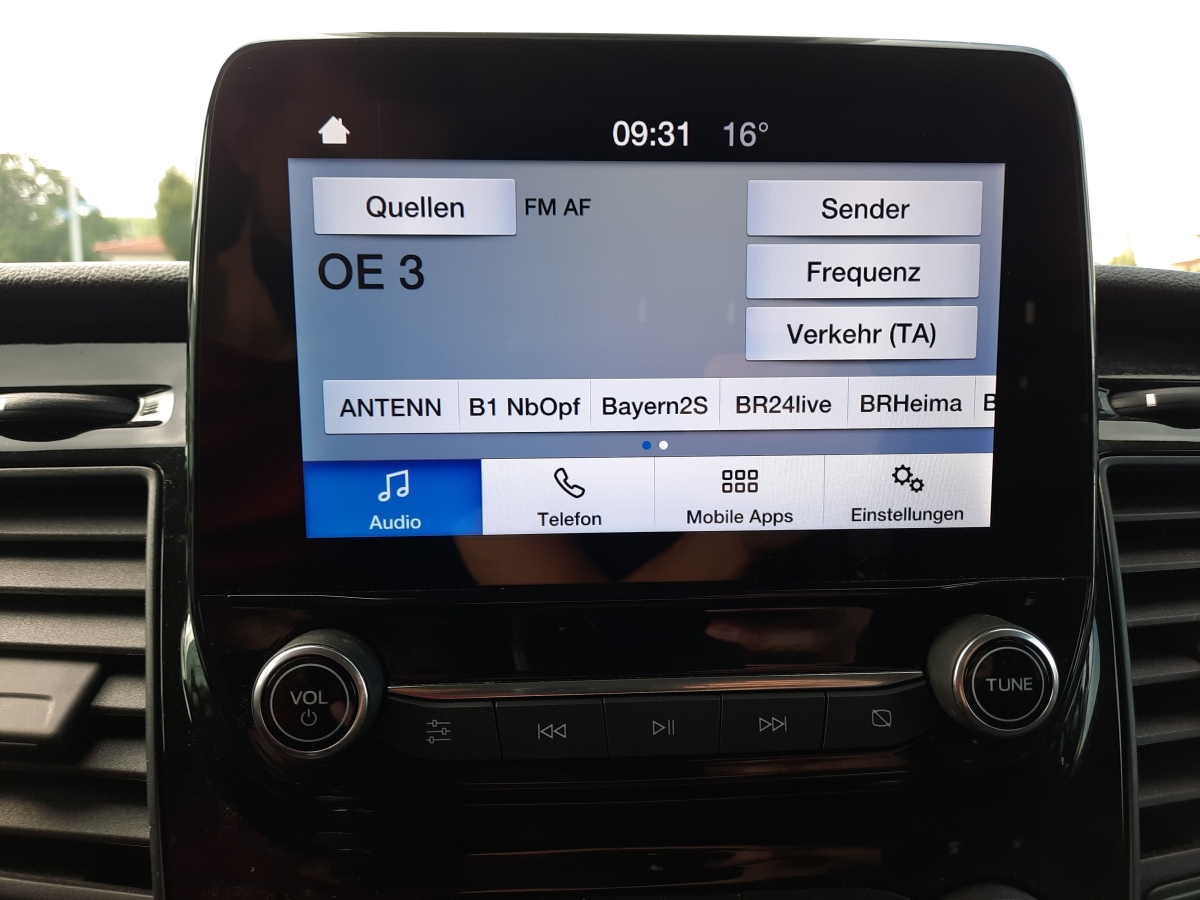 09:31 16°
Quellen FM AF Sender
OE 3 Frequenz
Verkehr (TA)
ANTENN B1 NbOpf Bayern2S BR24live BRHeima B
Audio Telefon Mobile Apps Einstellungen
VOL TUNE